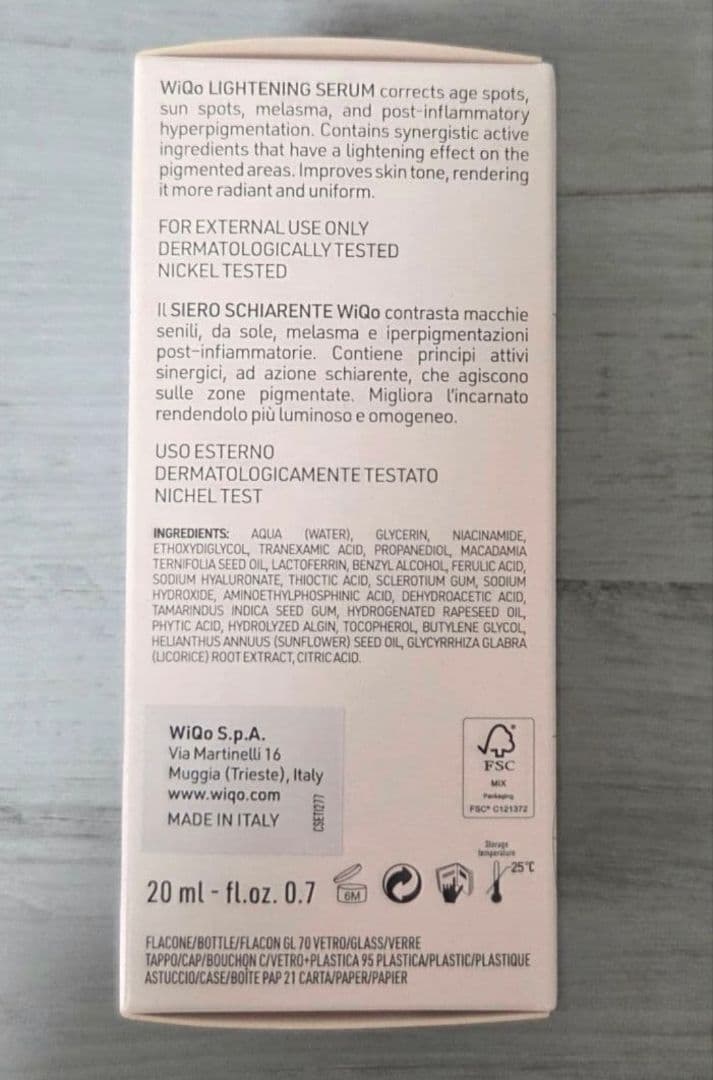 WiQo LIGHTENING SERUM corrects age spots,
sun spots, melasma, and post-inflammatory
hyperpigmentation. Contains synergistic active
ingredients that have a lightening effect on the
pigmented areas. Improves skin tone, rendering
it more radiant and uniform.
FOR EXTERNAL USE ONLY
DERMATOLOGICALLY TESTED
NICKEL TESTED
Il SIERO SCHIARENTE WiQo contrasta macchie
senili, da sole, melasma e iperpigmentazioni
post-infiammatorie. Contiene principi attivi
sinergici, ad azione schiarente, che agiscono
sulle zone pigmentate. Migliora l'incarnato
rendendolo più luminoso e omogeneo.
USO ESTERNO
DERMATOLOGICAMENTE TESTATO
NICHEL TEST
INGREDIENTS: AQUA (WATER), GLYCERIN, NIACINAMIDE,
ETHOXYDIGLYCOL, TRANEXAMIC ACID, PROPANEDIOL, MACADAMIA
TERNIFOLIA SEED OIL, LACTOFERRIN, BENZYL ALCOHOL, FERULIC ACID,
SODIUM HYALURONATE, THIOCTIC ACID, SCLEROTIUM GUM, SODIUM
HYDROXIDE, AMINOETHYLPHOSPHINIC ACID, DEHYDROACETIC ACID,
TAMARINDUS INDICA SEED GUM, HYDROGENATED RAPESEED OIL,
PHYTIC ACID, HYDROLYZED ALGIN, TOCOPHEROL, BUTYLENE GLYCOL,
HELIANTHUS ANNUUS (SUNFLOWER) SEED OIL, GLYCYRRHIZA GLABRA
(LICORICE) ROOT EXTRACT, CITRIC ACID.
WiQo S.p.A.
Via Martinelli 16
Muggia (Trieste), Italy
www.wiqo.com
MADE IN ITALY
CSET1277
FSC
MIX
Packaging
FSC® C121372
Storage
temperature
25°C
20 ml - fl.oz. 0.7
6M
FLACONE/BOTTLE/FLACON GL 70 VETRO/GLASS/VERRE
TAPPO/CAP/BOUCHON C/VETRO+PLASTICA 95 PLASTICA/PLASTIC/PLASTIQUE
ASTUCCIO/CASE/BOÎTE PAP 21 CARTA/PAPER/PAPIER